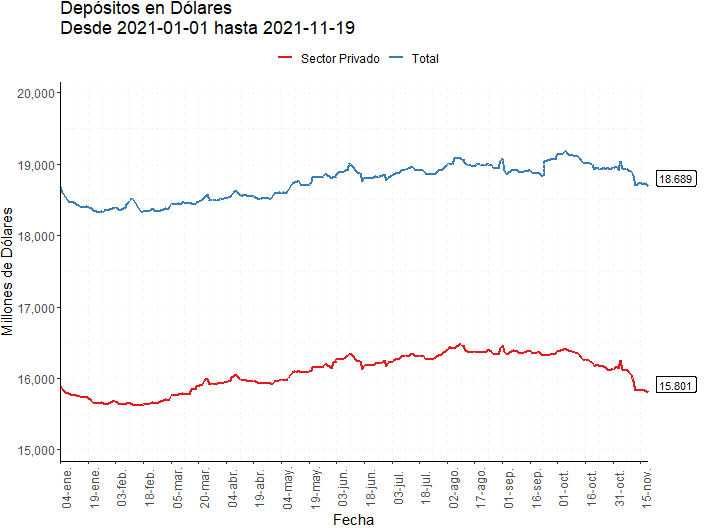 Depósitos en Dólares
Desde 2021-01-01 hasta 2021-11-19
Sector Privado
Total
Millones de Dólares
20,000
19,000
18,000
17,000
16,000
15,000
18.689
15.801
04-ene.
19-ene.
03-feb.
18-feb.
05-mar.
20-mar.
04-abr.
19-abr.
04-may.
19-may.
03-jun.
18-jun.
03-jul.
18-jul.
02-ago.
17-ago.
01-sep.
16-sep.
01-oct.
16-oct.
31-oct.
15-nov.
Fecha